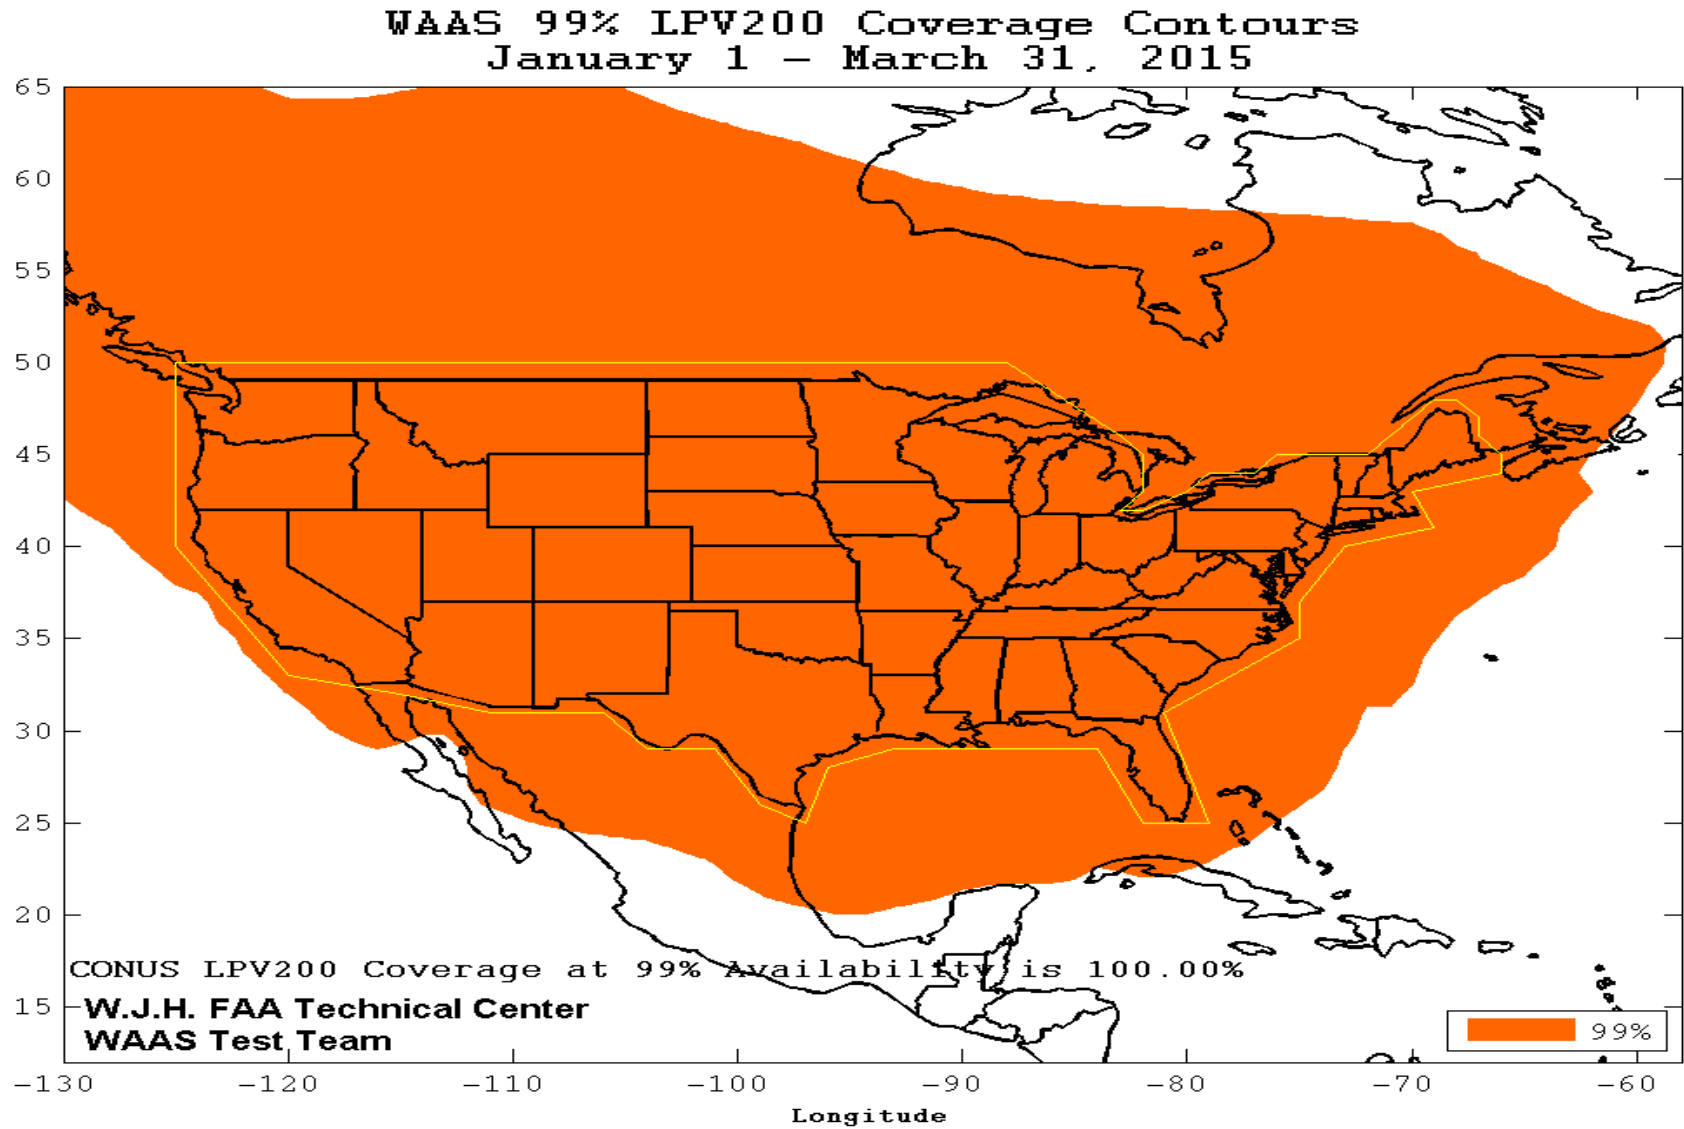 WAAS 99% LPV200 Coverage Contours
January 1 - March 31, 2015
65
60
55
50
45
40
35
30
25
20
15
CONUS LPV200 Coverage at 99% Availability is 100.00%
W.J.H. FAA Technical Center
WAAS Test Team
99%
-130 -120 -110 -100 -90 -80 -70 -60
Longitude